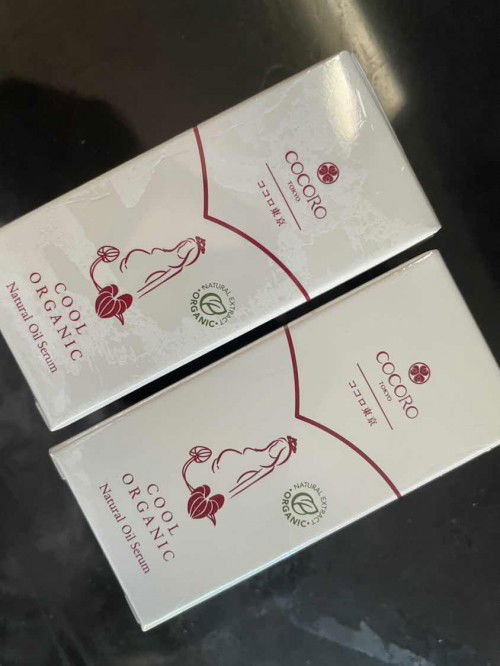 COCORO
TOKYO
ココロ東京
NATURAL EXTRACT
ORGANIC
COOL
ORGANIC
Natural Oil Serum
COCORO
TOKYO
ココロ東京
NATURAL EXTRACT
ORGANIC
COOL
ORGANIC
Natural Oil Serum